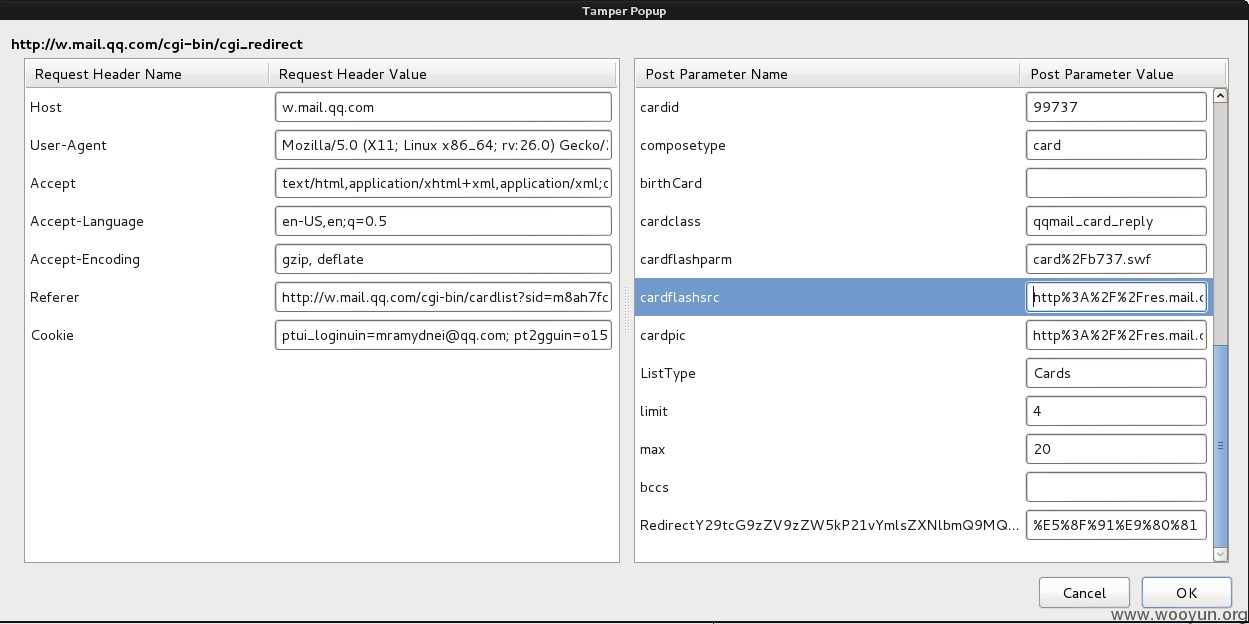 Tamper Popup
http://w.mail.qq.com/cgi-bin/cgi_redirect
Request Header Name Request Header Value
Host w.mail.qq.com
User-Agent Mozilla/5.0 (X11; Linux x86_64; rv:26.0) Gecko/
Accept text/html,application/xhtml+xml,application/xml;
Accept-Language en-US,en;q=0.5
Accept-Encoding gzip, deflate
Referer http://w.mail.qq.com/cgi-bin/cardlist?sid=m8ah7fc
Cookie ptui_loginuin=mramydnei@qq.com; pt2gguin=o15
Post Parameter Name Post Parameter Value
cardid 99737
composetype card
birthCard
cardclass qqmail_card_reply
cardflashparm card%2Fb737.swf
cardflashsrc http%3A%2F%2Fres.mail.
cardpic http%3A%2F%2Fres.mail.
ListType Cards
limit 4
max 20
bccs
RedirectY29tcG9zZV9zZW5kP21vYmlsZXNlbmQ9MQ... %E5%8F%91%E9%80%81
Cancel OK
www.wooyun.org